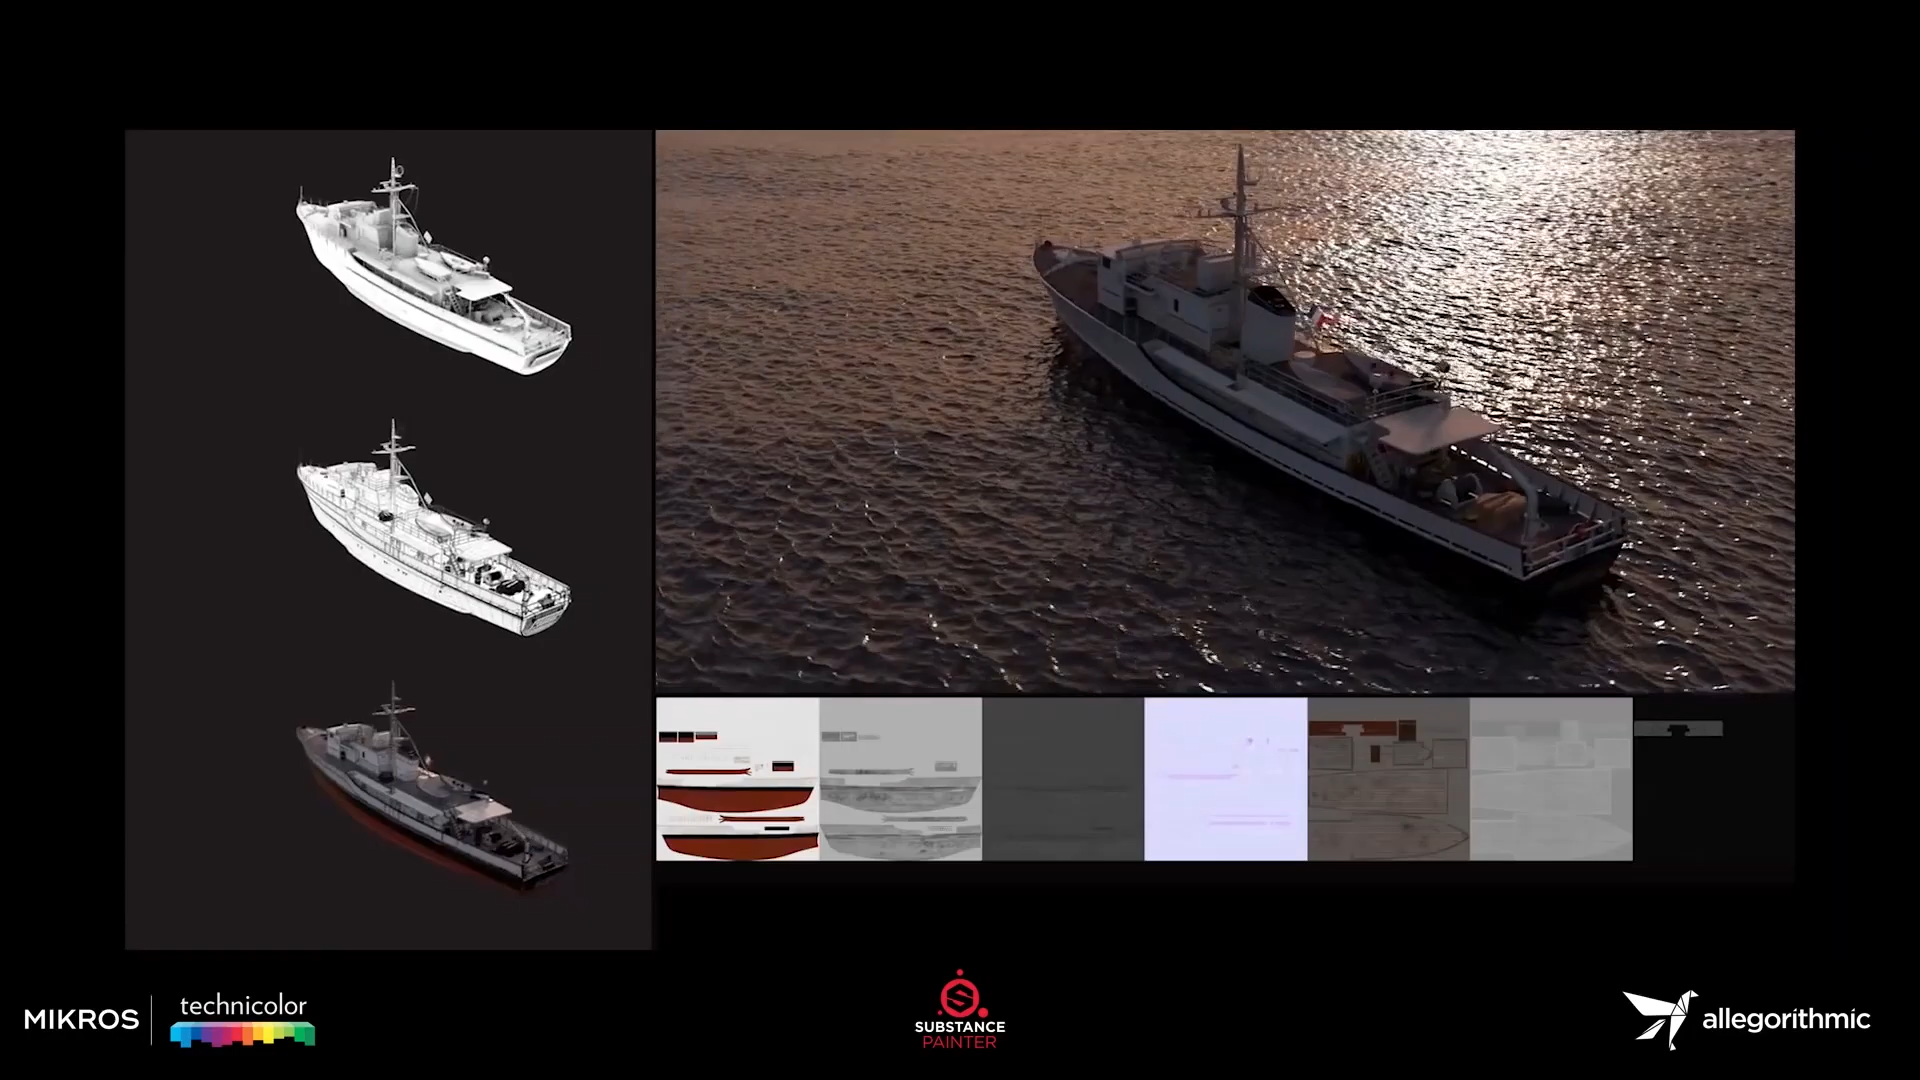 MIKROS
technicolor
SUBSTANCE
PAINTER
allegorithmic